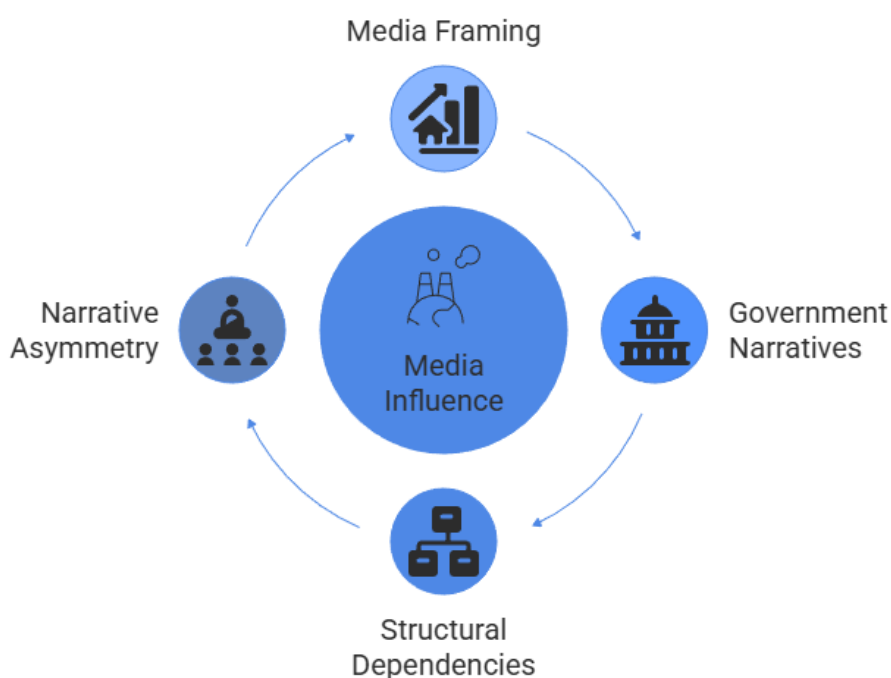 Media Framing
Narrative
Asymmetry
Media
Influence
Government
Narratives
Structural
Dependencies